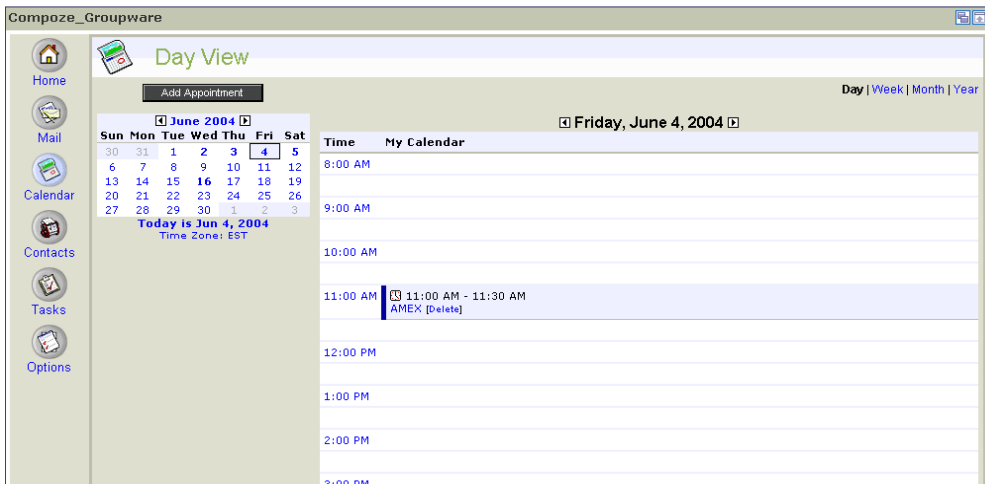 Compoze_Groupware
Home
Mail
Calendar
Contacts
Tasks
Options
Day View
Add Appointment
Day | Week | Month | Year
June 2004
Sun Mon Tue Wed Thu Fri Sat
30 31 1 2 3 4 5
6 7 8 9 10 11 12
13 14 15 16 17 18 19
20 21 22 23 24 25 26
27 28 29 30 1 2 3
Today is Jun 4, 2004
Time Zone: EST
Friday, June 4, 2004
Time My Calendar
8:00 AM
9:00 AM
10:00 AM
11:00 AM 11:00 AM - 11:30 AM
AMEX [Delete]
12:00 PM
1:00 PM
2:00 PM
3:00 PM